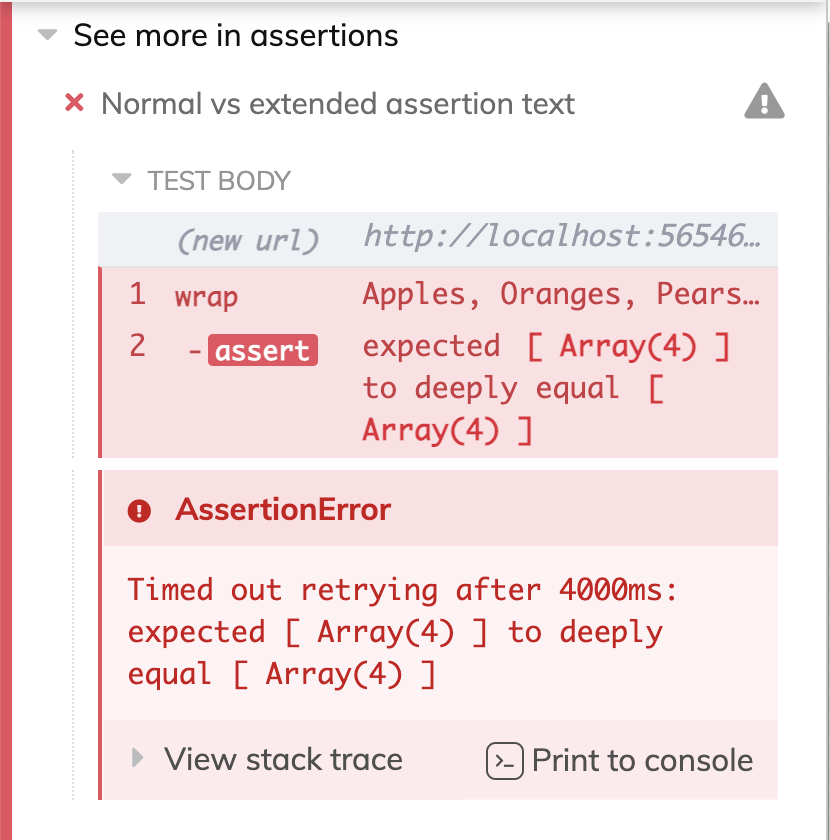 See more in assertions
Normal vs extended assertion text
TEST BODY
(new url) http://localhost:56546…
1 wrap Apples, Oranges, Pears…
2 -assert expected [ Array(4) ]
to deeply equal [
Array(4) ]
AssertionError
Timed out retrying after 4000ms:
expected [ Array(4) ] to deeply
equal [ Array(4) ]
View stack trace Print to console